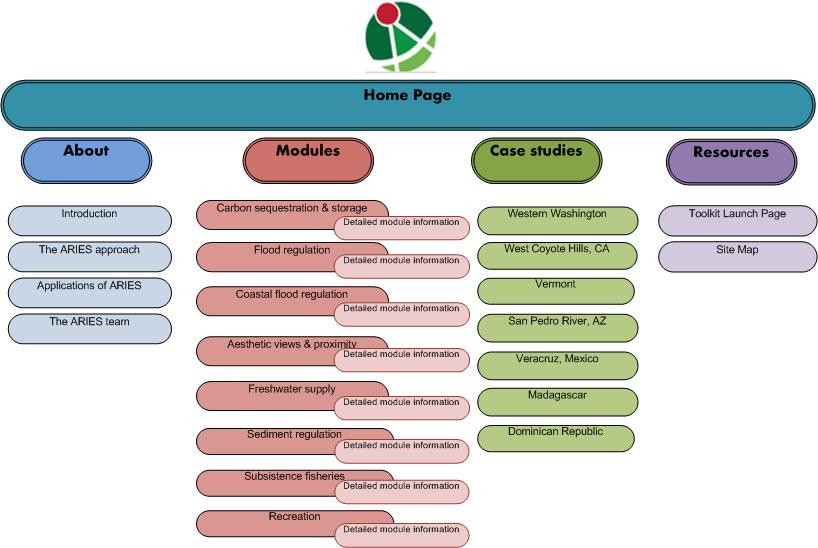 Home Page
About
Introduction
The ARIES approach
Applications of ARIES
The ARIES team
Modules
Carbon sequestration & storage
Detailed module information
Flood regulation
Detailed module information
Coastal flood regulation
Detailed module information
Aesthetic views & proximity
Detailed module information
Freshwater supply
Detailed module information
Sediment regulation
Detailed module information
Subsistence fisheries
Detailed module information
Recreation
Detailed module information
Case studies
Western Washington
West Coyote Hills, CA
Vermont
San Pedro River, AZ
Veracruz, Mexico
Madagascar
Dominican Republic
Resources
Toolkit Launch Page
Site Map